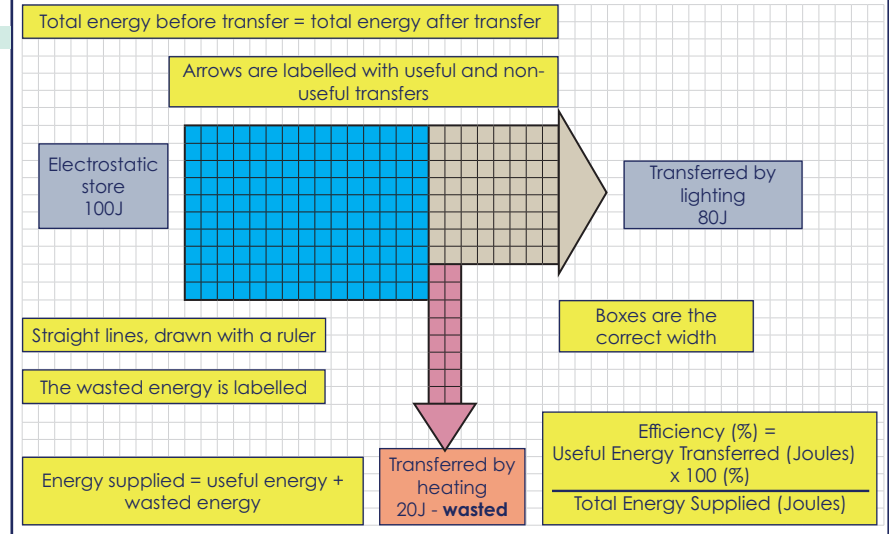 Total energy before transfer = total energy after transfer
Arrows are labelled with useful and non-
useful transfers
Electrostatic
store
100J
Transferred by
lighting
80J
Straight lines, drawn with a ruler
Boxes are the
correct width
The wasted energy is labelled
Energy supplied = useful energy +
wasted energy
Transferred by
heating
20J - wasted
Efficiency (%) =
Useful Energy Transferred (Joules)
x 100 (%)
Total Energy Supplied (Joules)